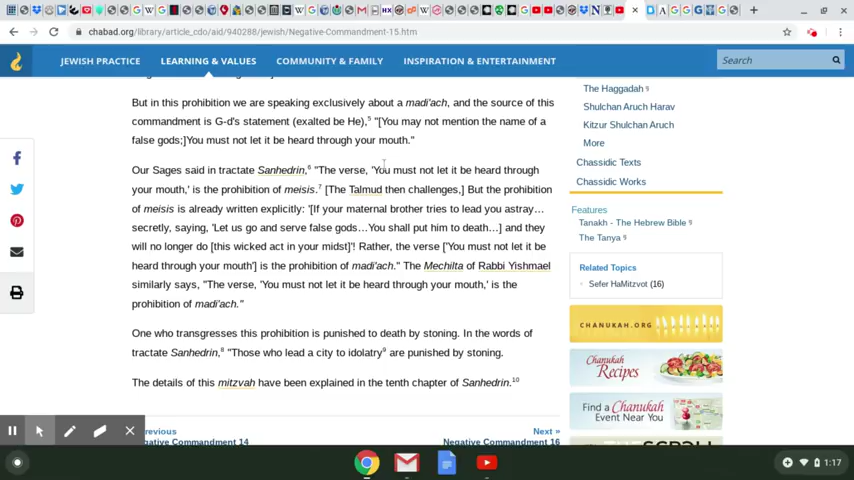 chabad.org/library/article_cdo/aid/940288/jewish/Negative-Commandment-15.htm
JEWISH PRACTICE LEARNING & VALUES COMMUNITY & FAMILY INSPIRATION & ENTERTAINMENT Search
But in this prohibition we are speaking exclusively about a madi'ach, and the source of this
commandment is G-d's statement (exalted be He),5 "[You may not mention the name of a
false gods;]You must not let it be heard through your mouth."
Our Sages said in tractate Sanhedrin,6 "The verse, 'You must not let it be heard through
your mouth,' is the prohibition of meisis.7 [The Talmud then challenges,] But the prohibition
of meisis is already written explicitly: '[If your maternal brother tries to lead you astray…
secretly, saying, 'Let us go and serve false gods…You shall put him to death…] and they
will no longer do [this wicked act in your midst]'! Rather, the verse ['You must not let it be
heard through your mouth'] is the prohibition of madi'ach." The Mechilta of Rabbi Yishmael
similarly says, "The verse, 'You must not let it be heard through your mouth,' is the
prohibition of madi'ach."
One who transgresses this prohibition is punished to death by stoning. In the words of
tractate Sanhedrin,8 "Those who lead a city to idolatry9 are punished by stoning.
The details of this mitzvah have been explained in the tenth chapter of Sanhedrin.10
revious
egative Commandment 14
Next »
Negative Commandment 16
The Haggadah
Shulchan Aruch Harav
Kitzur Shulchan Aruch
More
Chassidic Texts
Chassidic Works
Features
Tanakh - The Hebrew Bible
The Tanya
Related Topics
Sefer HaMitzvot (16)
CHANUKAH.ORG
Chanukah
Recipes
Find a Chanukah
Event Near You
1:17